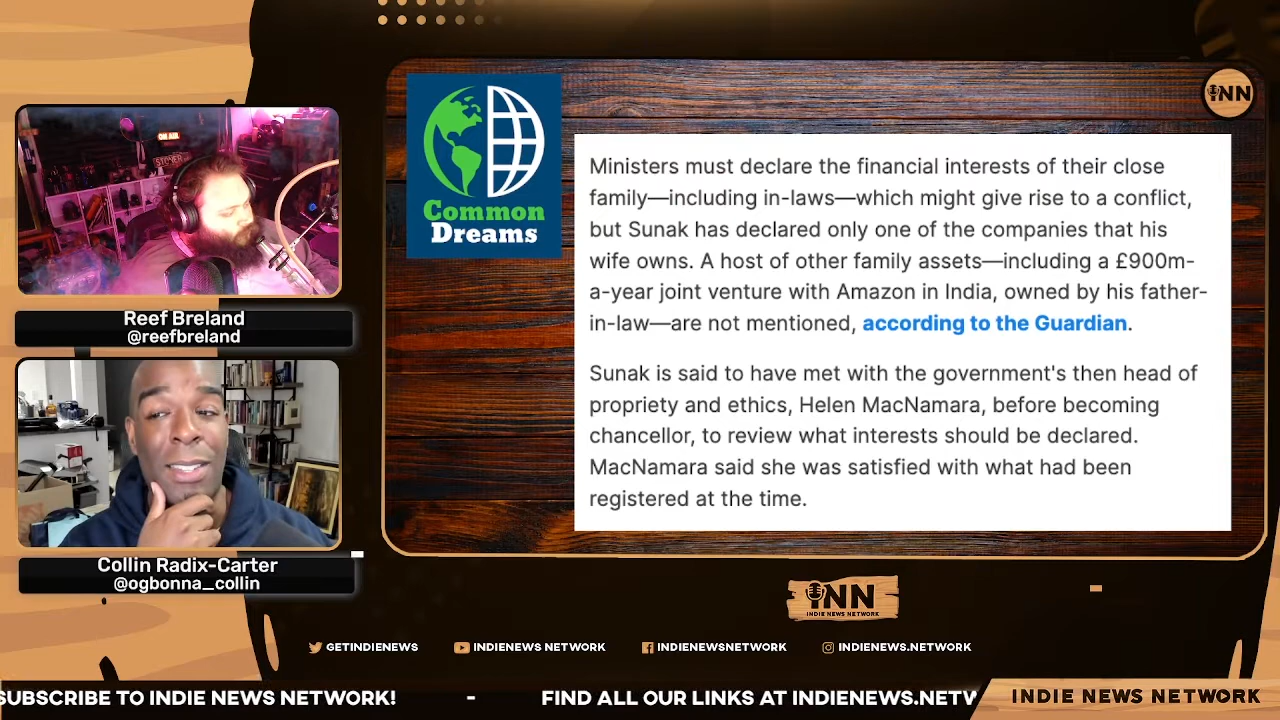 ON AIR
STONER
Reef Breland
@reefbreland
Collin Radix-Carter
@ogbonna_collin
Common
Dreams
iNN
Ministers must declare the financial interests of their close
family—including in-laws—which might give rise to a conflict,
but Sunak has declared only one of the companies that his
wife owns. A host of other family assets—including a £900m-
a-year joint venture with Amazon in India, owned by his father-
in-law—are not mentioned, according to the Guardian.
Sunak is said to have met with the government's then head of
propriety and ethics, Helen MacNamara, before becoming
chancellor, to review what interests should be declared.
MacNamara said she was satisfied with what had been
registered at the time.
iNN
INDIE NEWS NETWORK
GETINDIENEWS
INDIENEWS NETWORK
INDIENEWSNETWORK
INDIENEWS.NETWORK
SUBSCRIBE TO INDIE NEWS NETWORK! - FIND ALL OUR LINKS AT INDIENEWS.NETW
INDIE NEWS NETWORK